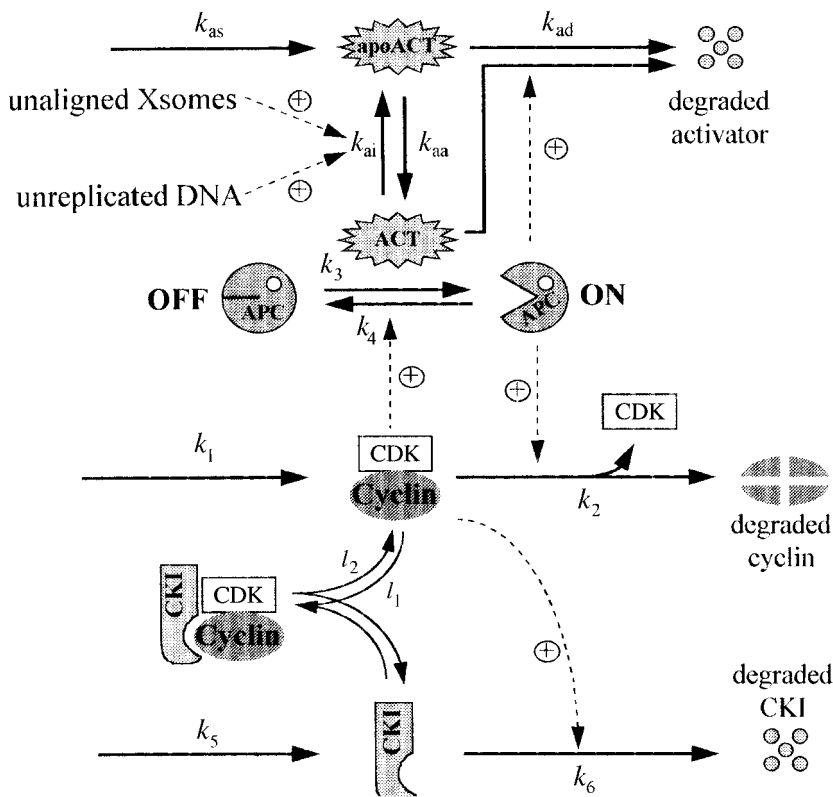 k_as
apoACT
k_ad
unaligned Xsomes
degraded
activator
k_ai
k_aa
unreplicated DNA
ACT
k_3
OFF
APC
APC
ON
k_4
CDK
k_1
CDK
Cyclin
k_2
degraded
cyclin
l_2
l_1
CKI
CDK
Cyclin
degraded
CKI
k_5
CKI
k_6